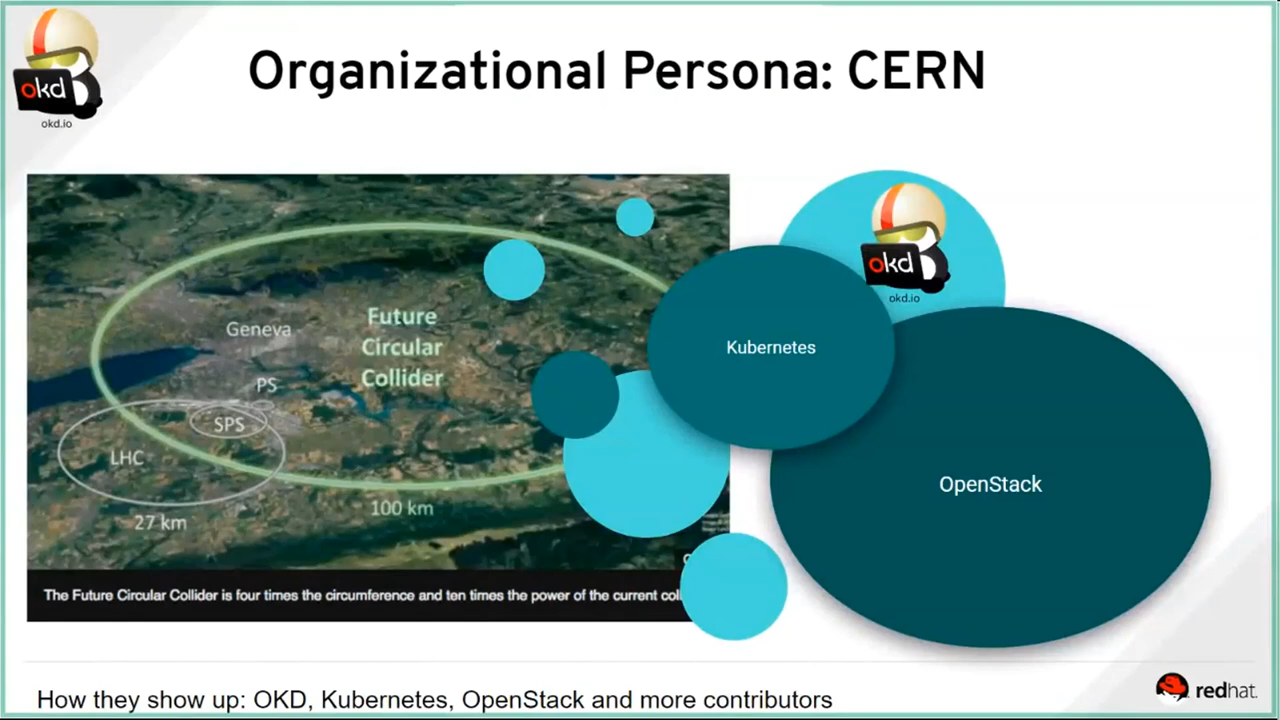 okd
okd.io
Organizational Persona: CERN
Geneva
Future
Circular
Collider
PS
SPS
LHC
27 km
100 km
The Future Circular Collider is four times the circumference and ten times the power of the current
okd
okd.io
Kubernetes
OpenStack
How they show up: OKD, Kubernetes, OpenStack and more contributors
redhat.